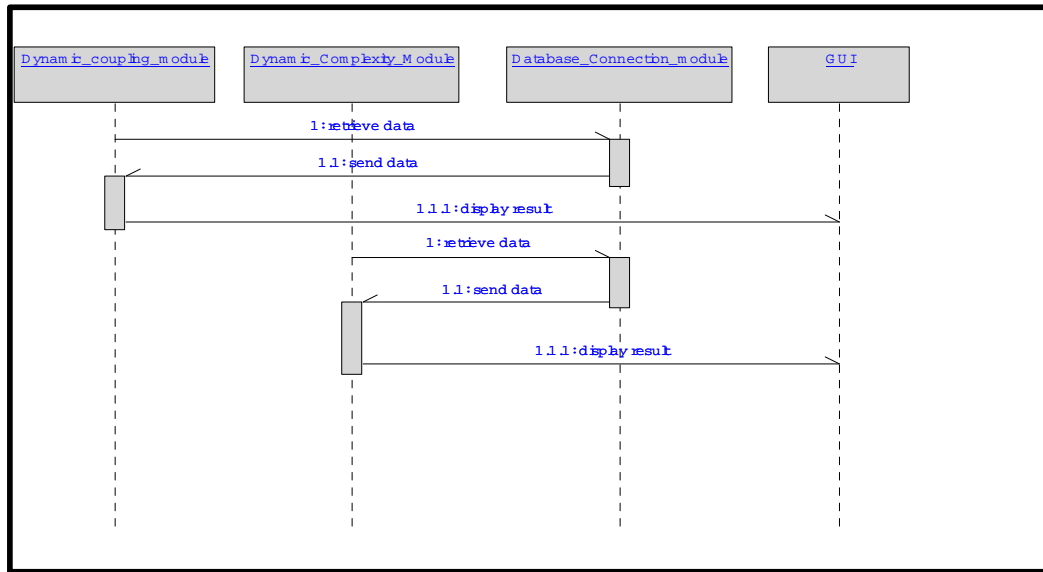 Dynamic_coupling_module
Dynamic_Complexity_Module
Database_Connection_module
GUI
1:retrieve data
1.1:send data
1.1.1:display result
1:retrieve data
1.1:send data
1.1.1:display result